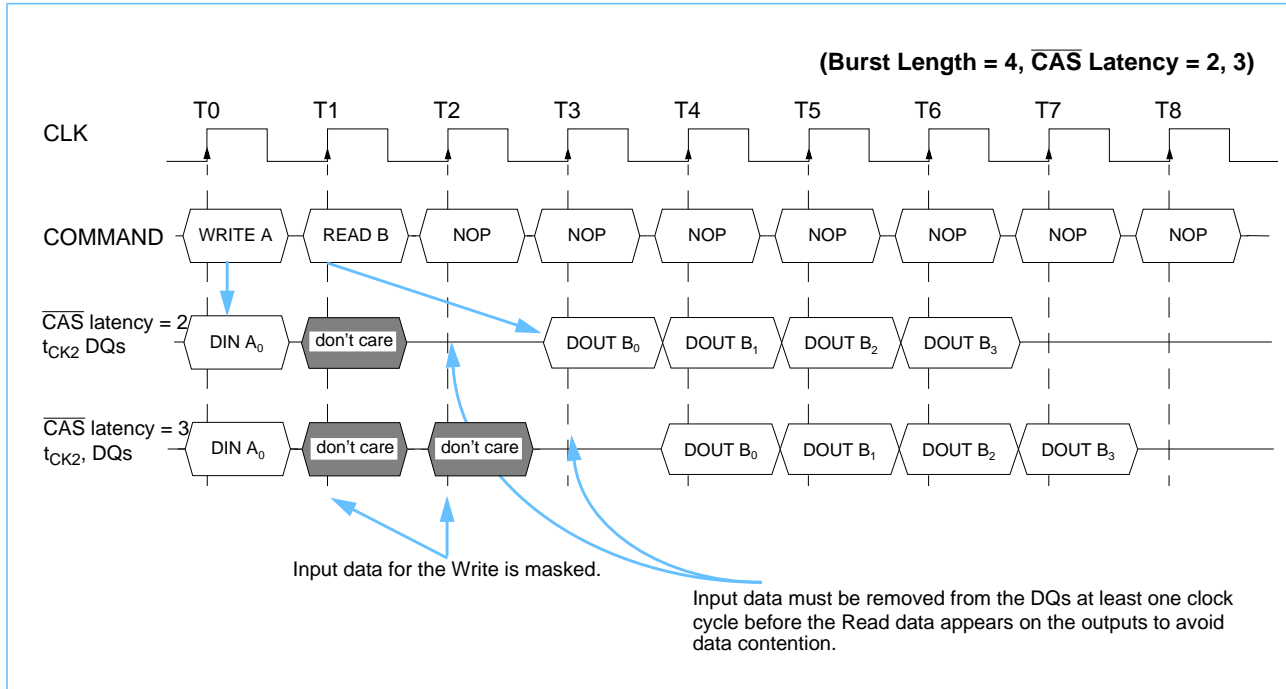 (Burst Length = 4, CAS Latency = 2, 3)
T0 T1 T2 T3 T4 T5 T6 T7 T8
CLK
COMMAND WRITE A READ B NOP NOP NOP NOP NOP NOP NOP
CAS latency = 2
tCK2 DQs DIN A0 don't care DOUT B0 DOUT B1 DOUT B2 DOUT B3
CAS latency = 3
tCK2, DQs DIN A0 don't care don't care DOUT B0 DOUT B1 DOUT B2 DOUT B3
Input data for the Write is masked.
Input data must be removed from the DQs at least one clock
cycle before the Read data appears on the outputs to avoid
data contention.